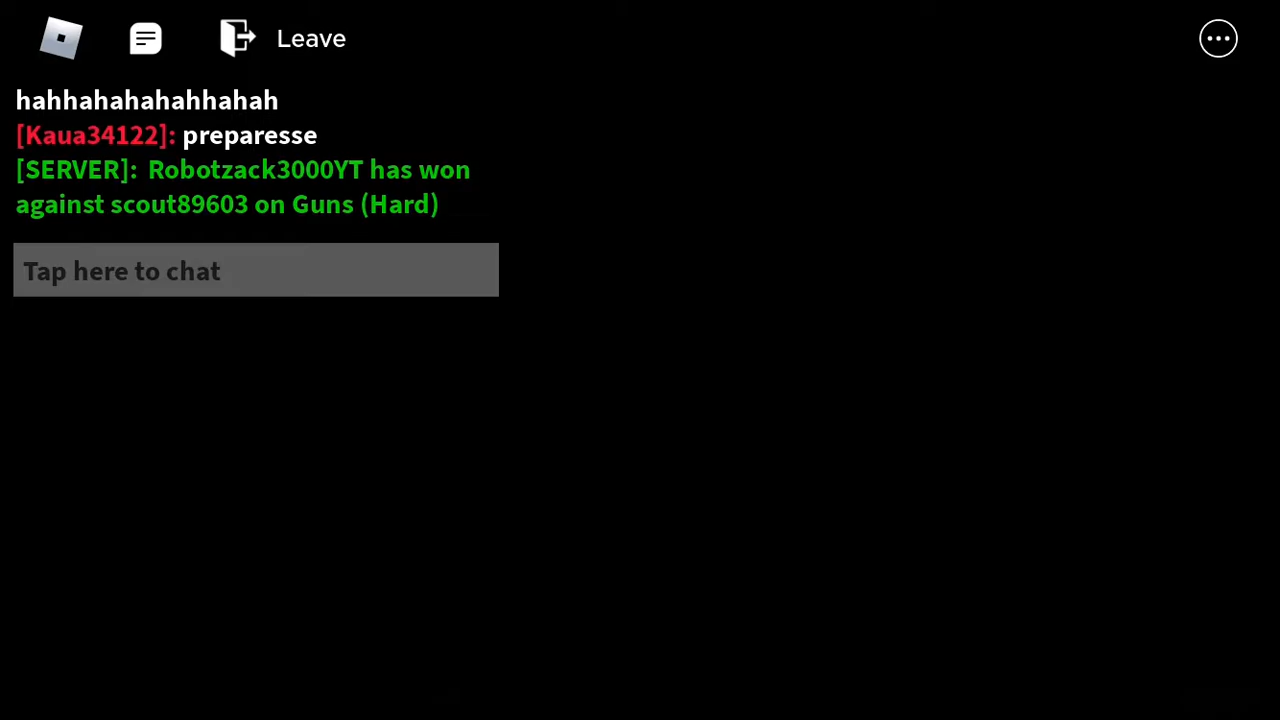 Leave
hahhahahahahhahah
[Kaua34122]: preparesse
[SERVER]: Robotzack3000YT has won
against scout89603 on Guns (Hard)
Tap here to chat